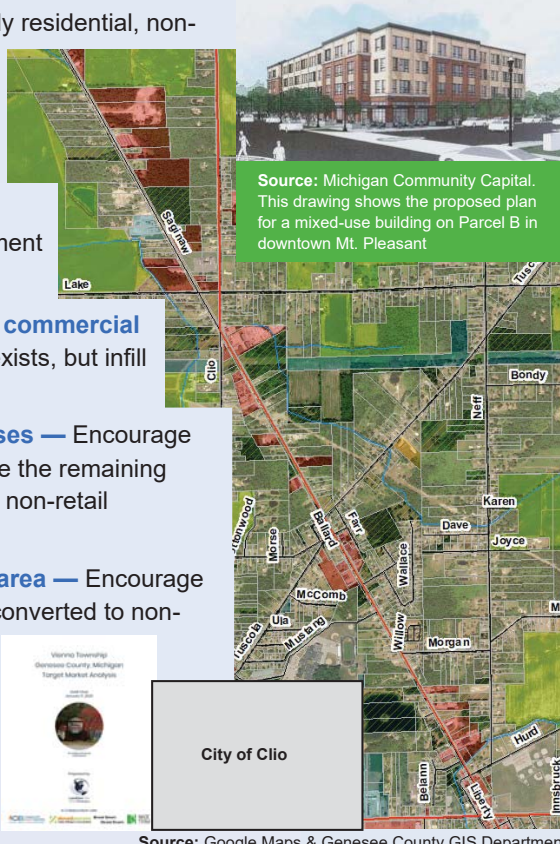 ly residential, non-
ment
commercial
xists, but infill
ses — Encourage
e the remaining
non-retail
area — Encourage
converted to non-
Source: Michigan Community Capital.
This drawing shows the proposed plan
for a mixed-use building on Parcel B in
downtown Mt. Pleasant
Saginaw
Lake
Tusc
Clio
Bondy
Neff
Karen
Dave
Joyce
Farr
Ballard
ottonwood
Morse
Wallace
McComb
Ula
Mustang
Tuscola
Willow
Morgan
M
Hurd
Belann
Liberty
Innsbruck
Vienna Township
Genesee County, Michigan
Target Market Analysis
City of Clio
Source: Google Maps & Genesee County GIS Department